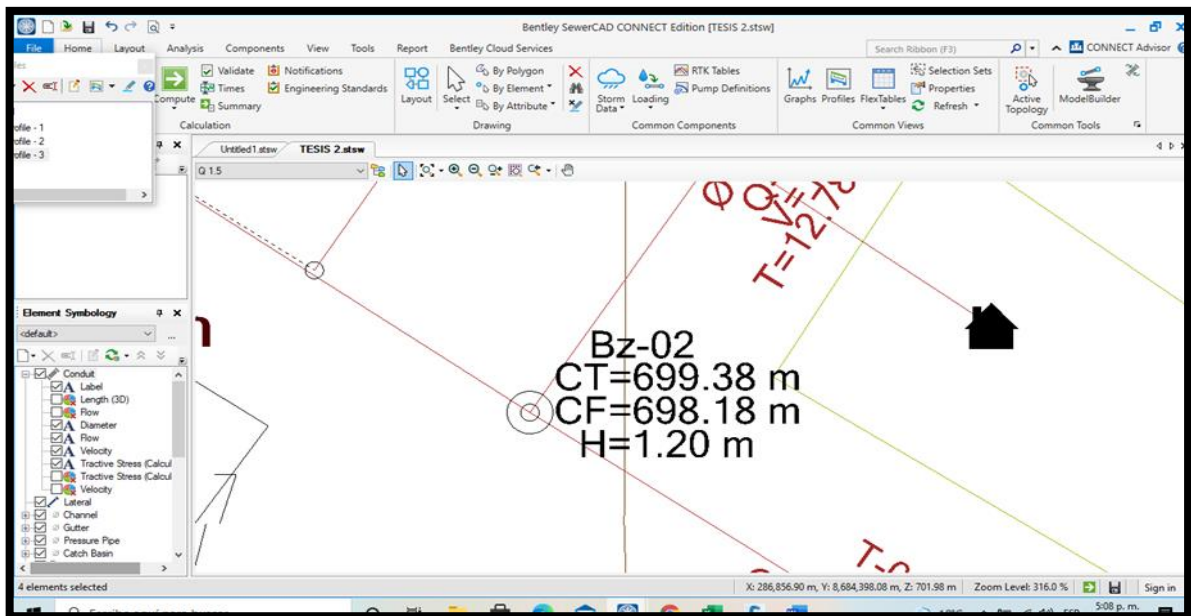 Bentley SewerCAD CONNECT Edition [TESIS 2.stsw]
File Home Layout Analysis Components View Tools Report Bentley Cloud Services Search Ribbon (F3) CONNECT Advisor
Validate Notifications
Times Engineering Standards
Summary
Compute
Calculation
Layout Select
By Polygon
By Element
By Attribute
Drawing
Storm Data Loading
RTK Tables
Pump Definitions
Common Components
Graphs Profiles FlexTables
Selection Sets
Properties
Refresh
Common Views
Active Topology ModelBuilder
Common Tools
ofile - 1
ofile - 2
ofile - 3
Untitled1.stsw TESIS 2.stsw
Q 1.5
Bz-02
CT=699.38 m
CF=698.18 m
H=1.20 m
Element Symbology
<default>
Conduit
Label
Length (3D)
Flow
Diameter
Flow
Velocity
Tractive Stress (Calcul
Tractive Stress (Calcul
Velocity
Lateral
Channel
Gutter
Pressure Pipe
Catch Basin
4 elements selected
X: 286,856.90 m, Y: 8,684,398.08 m, Z: 701.98 m Zoom Level: 316.0 % Sign in
5:08 p. m.